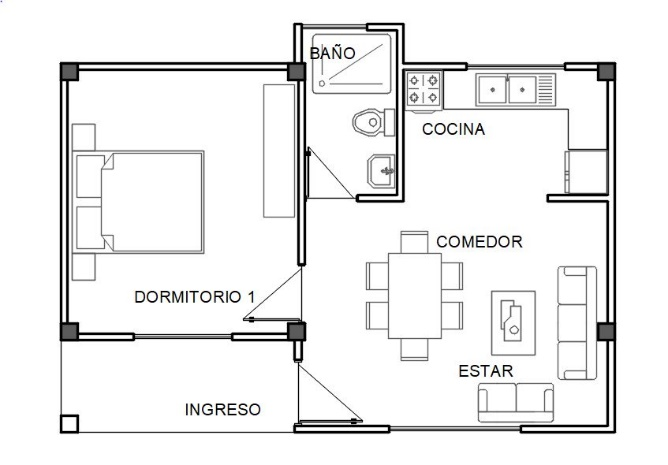 BAÑO
COCINA
COMEDOR
DORMITORIO 1
ESTAR
INGRESO